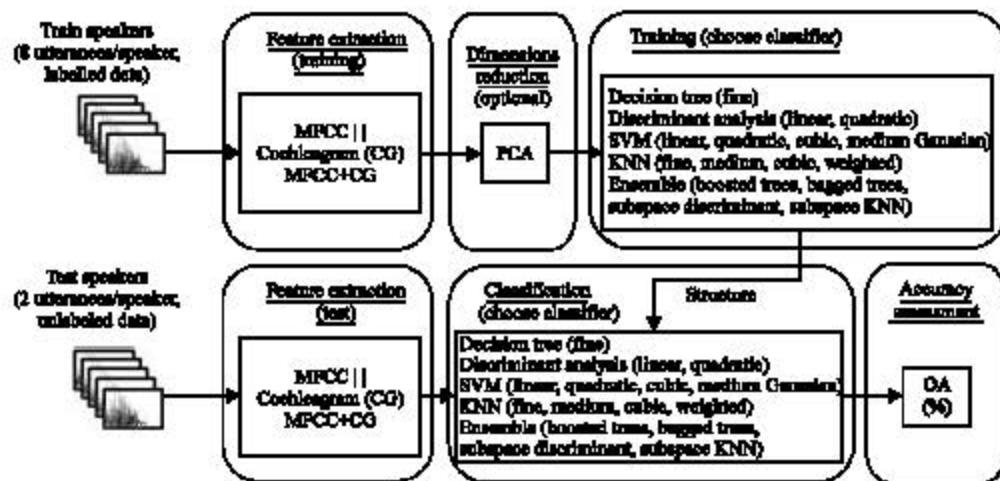 Train speakers
(8 utterances/speaker,
labelled data)
Feature extraction
(training)
MFCC ||
Cochleagram (CG)
MFCC+CG
Dimensions
reduction
(optional)
PCA
Training (choose classifier)
Decision tree (fine)
Discriminant analysis (linear, quadratic)
SVM (linear, quadratic, cubic, medium Gaussian)
KNN (fine, medium, cubic, weighted)
Ensemble (boosted trees, bagged trees,
subspace discriminant, subspace KNN)
Test speakers
(2 utterances/speaker,
unlabeled data)
Feature extraction
(test)
MFCC ||
Cochleagram (CG)
MFCC+CG
Classification
(choose classifier)
Structure
Decision tree (fine)
Discriminant analysis (linear, quadratic)
SVM (linear, quadratic, cubic, medium Gaussian)
KNN (fine, medium, cubic, weighted)
Ensemble (boosted trees, bagged trees,
subspace discriminant, subspace KNN)
Accuracy
assessment
OA
(%)